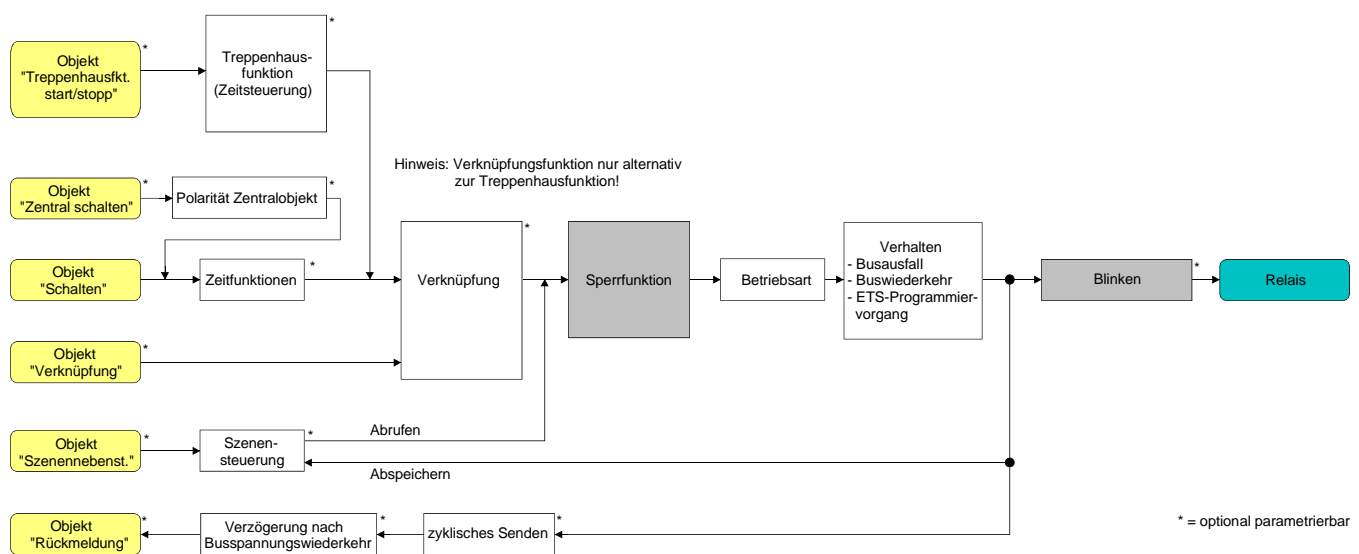 *
*
Objekt
"Treppenhausfkt.
start/stopp"
Treppenhaus-
funktion
(Zeitsteuerung)
Hinweis: Verknüpfungsfunktion nur alternativ
zur Treppenhausfunktion!
*
*
Objekt
"Zentral schalten"
Polarität Zentralobjekt
*
Objekt
"Schalten"
*
Zeitfunktionen
*
Verknüpfung
*
Sperrfunktion
Betriebsart
Verhalten
- Busausfall
- Buswiederkehr
- ETS-Programmier-
vorgang
Blinken
*
Relais
Objekt
"Verknüpfung"
*
Objekt
"Szenennebenst."
*
Szenen-
steuerung
*
Abrufen
Abspeichern
Objekt
"Rückmeldung"
*
Verzögerung nach
Busspannungswiederkehr
*
zyklisches Senden
*
* = optional parametrierbar